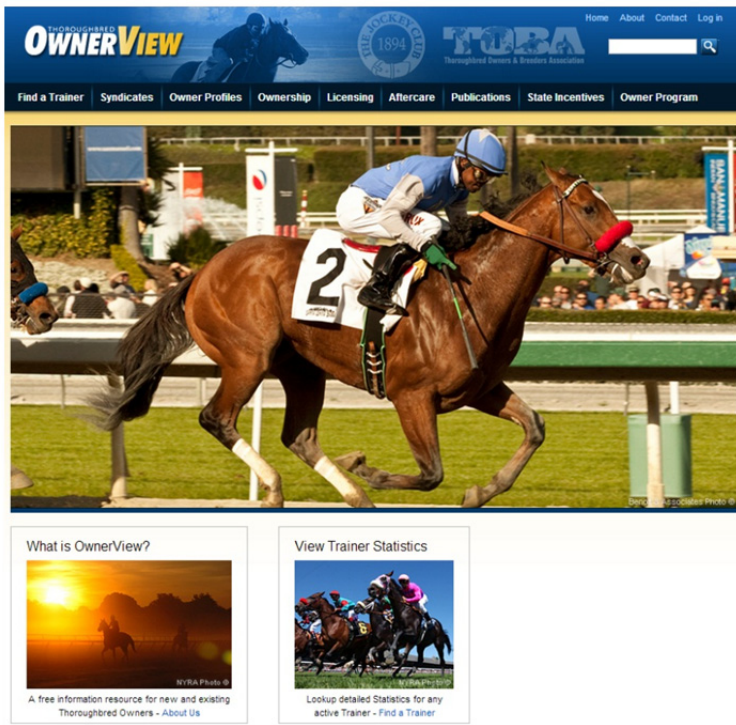 Home About Contact Log in
THOROUGHBRED
OWNERVIEW
THE JOCKEY CLUB
1894
TOBA
Thoroughbred Owners & Breeders Association
Find a Trainer Syndicates Owner Profiles Ownership Licensing Aftercare Publications State Incentives Owner Program
2
Associates Photo ©
What is OwnerView?
NYRA Photo ©
A free information resource for new and existing
Thoroughbred Owners - About Us
View Trainer Statistics
NYRA Photo ©
Lookup detailed Statistics for any
active Trainer - Find a Trainer